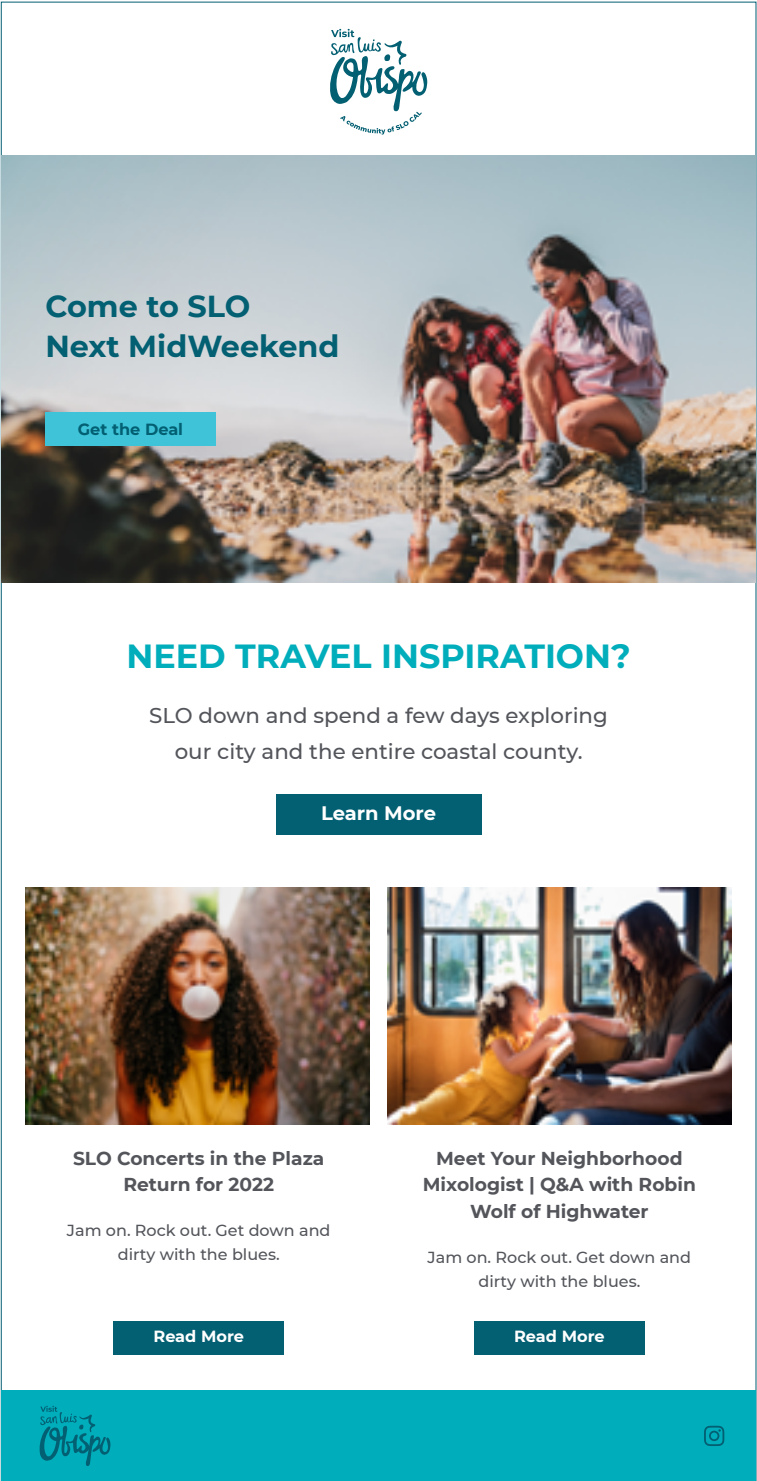 Visit
san luis
Obispo
A community of SLO CAL
Come to SLO
Next MidWeekend
Get the Deal
NEED TRAVEL INSPIRATION?
SLO down and spend a few days exploring
our city and the entire coastal county.
Learn More
SLO Concerts in the Plaza
Return for 2022
Jam on. Rock out. Get down and
dirty with the blues.
Read More
Meet Your Neighborhood
Mixologist | Q&A with Robin
Wolf of Highwater
Jam on. Rock out. Get down and
dirty with the blues.
Read More
Visit
san luis
Obispo